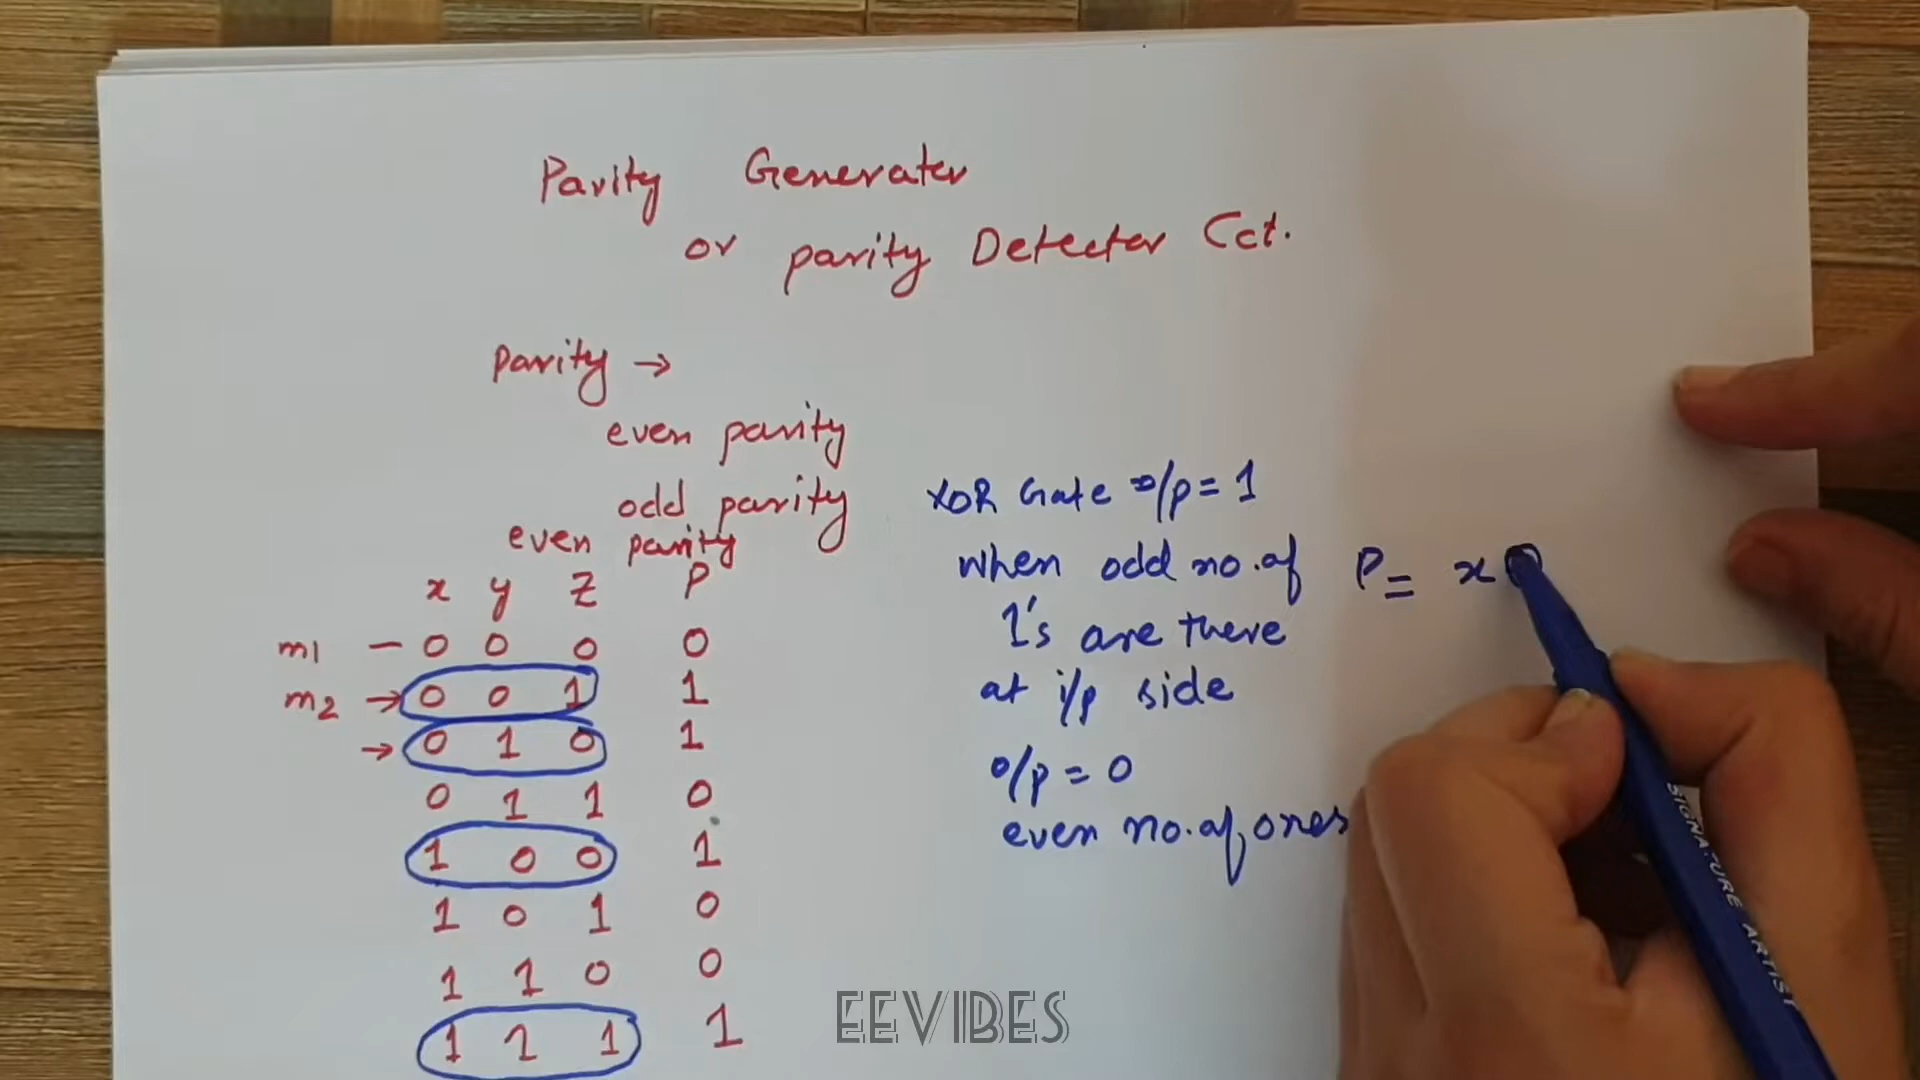 Parity Generater
or parity Detector Cct.
parity →
even parity
odd parity
even parity
x y z P
m1 – 0 0 0 0
m2 → 0 0 1 1
→ 0 1 0 1
0 1 1 0
1 0 0 1
1 0 1 0
1 1 0 0
1 1 1 1
XOR Gate o/p = 1
when odd no. of
1's are there
at i/p side
o/p = 0
even no. of ones
P = x
SIGNATURE ARTIST
EEVIBES